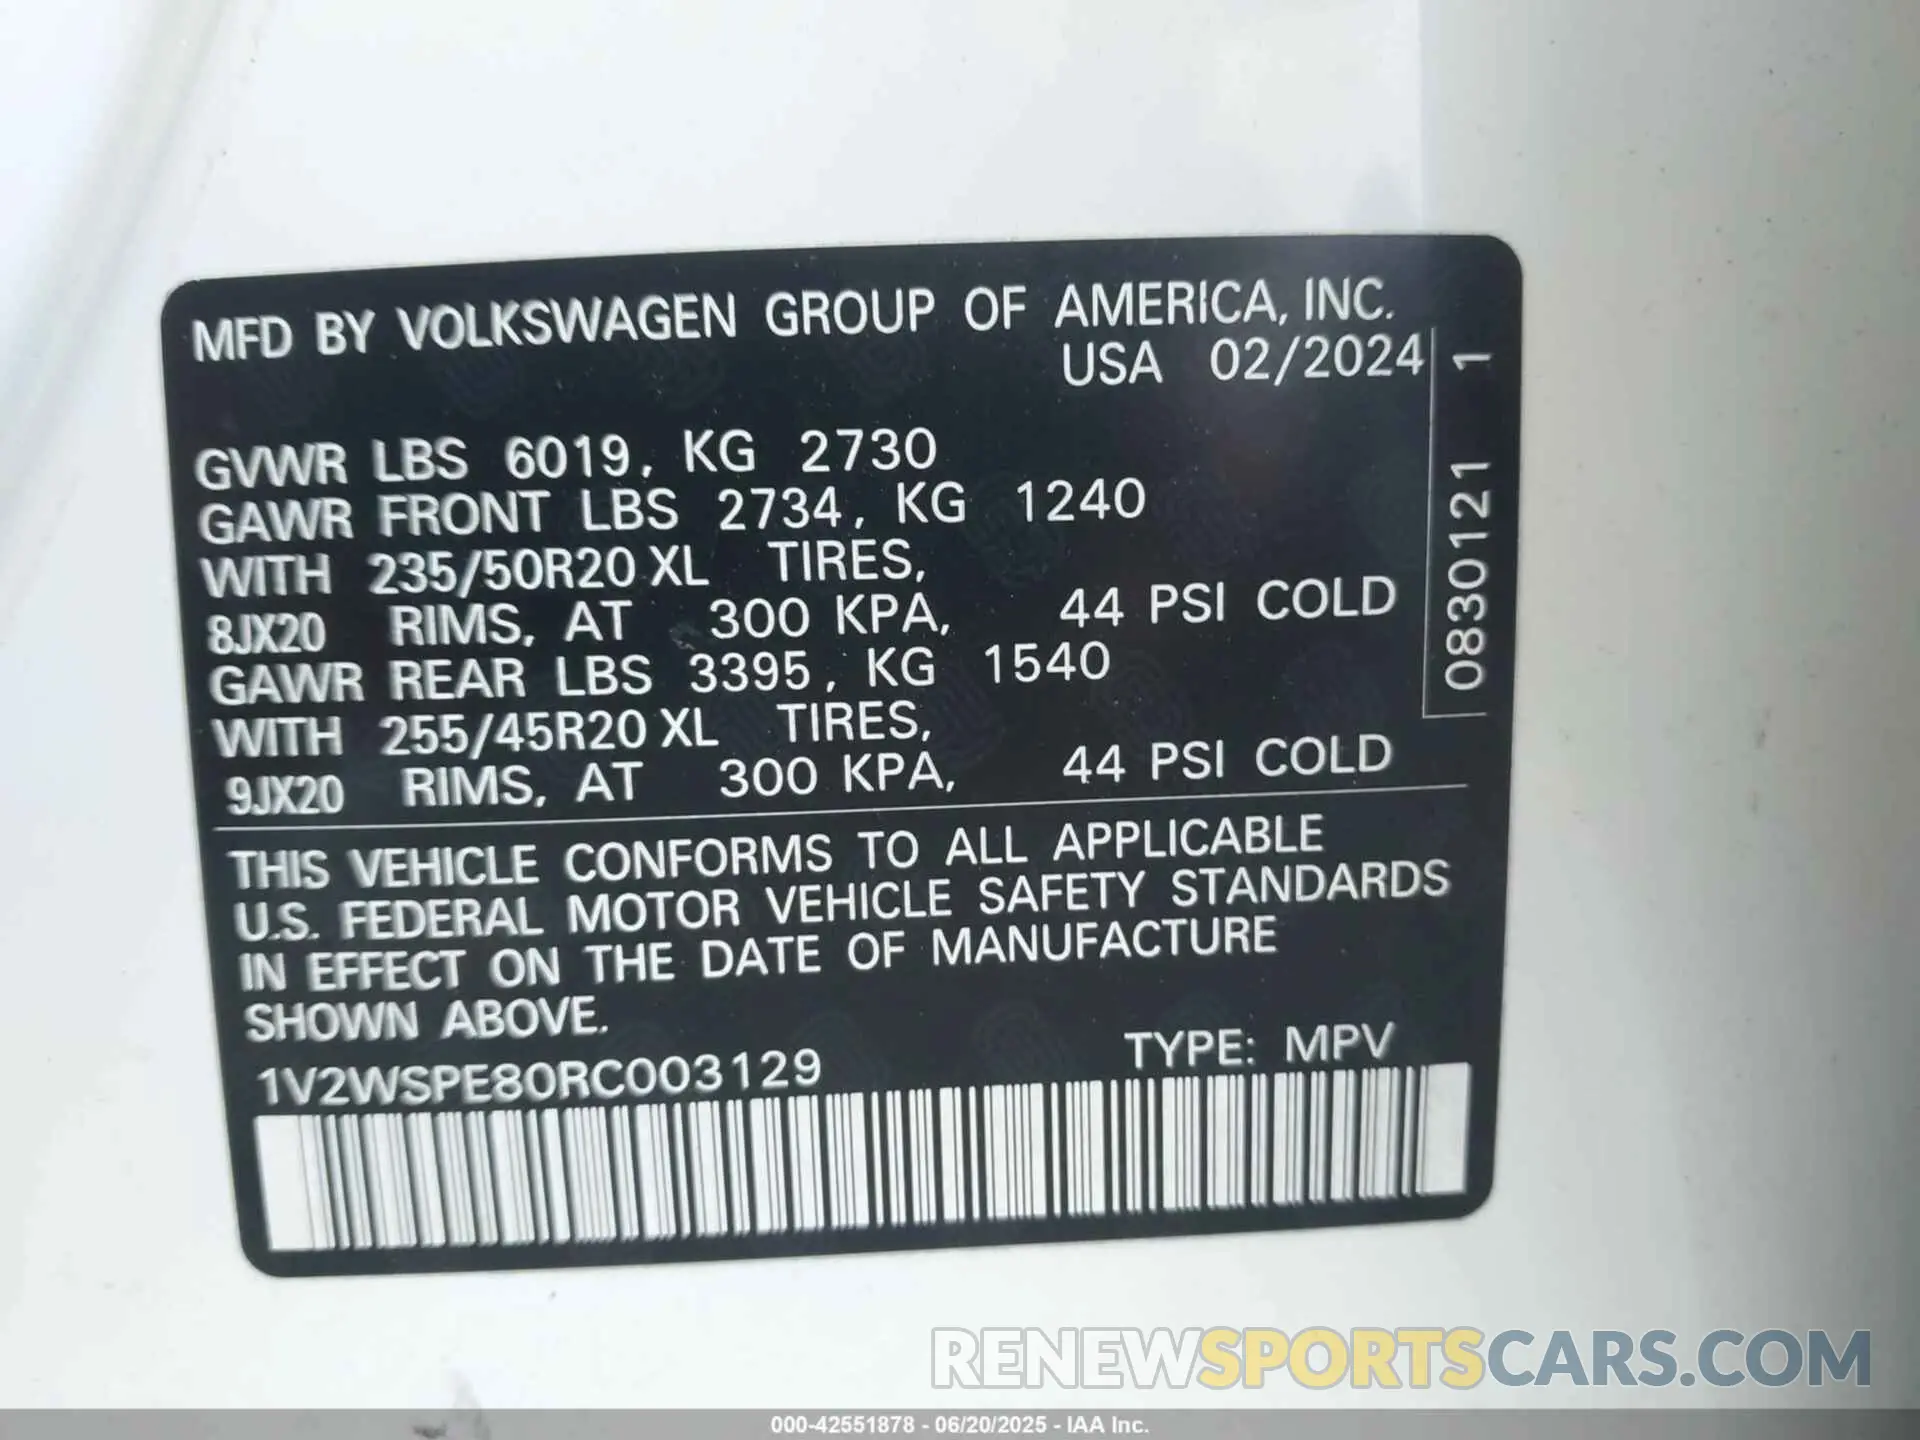 MFD BY VOLKSWAGEN GROUP OF AMERICA, INC.
USA 02/2024
GVWR LBS 6019, KG 2730
GAWR FRONT LBS 2734, KG 1240
WITH 235/50R20 XL TIRES,
8JX20 RIMS, AT 300 KPA, 44 PSI COLD
GAWR REAR LBS 3395, KG 1540
WITH 255/45R20 XL TIRES,
9JX20 RIMS, AT 300 KPA, 44 PSI COLD
0830121 1
THIS VEHICLE CONFORMS TO ALL APPLICABLE
U.S. FEDERAL MOTOR VEHICLE SAFETY STANDARDS
IN EFFECT ON THE DATE OF MANUFACTURE
SHOWN ABOVE.
1V2WSPE80RC003129 TYPE: MPV
RENEWSPORTSCARS.COM
000-42551878 - 06/20/2025 - IAA Inc.